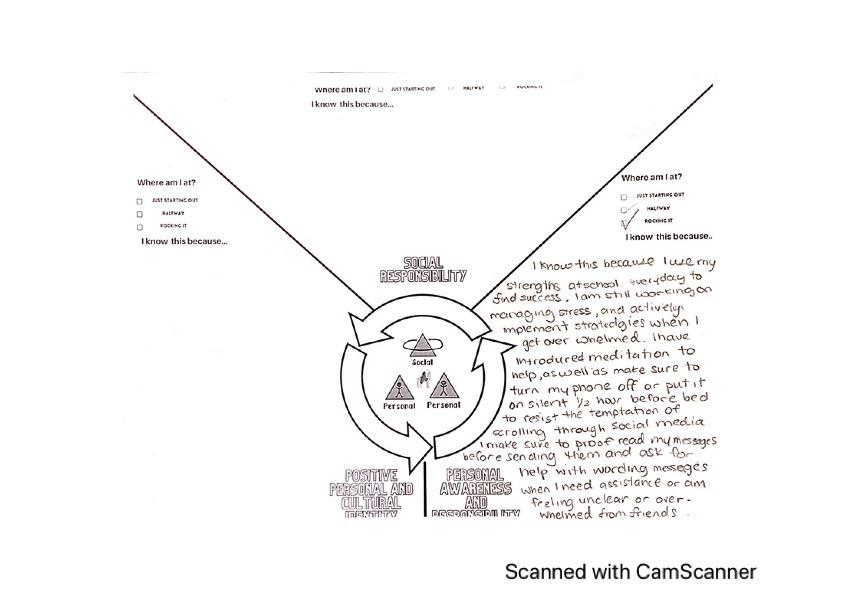 Where am I at? JUST STARTING OUT HALFWAY ROCKING IT
I know this because...
Where am I at?
JUST STARTING OUT
HALFWAY
ROCKING IT
I know this because...
Where am I at?
JUST STARTING OUT
HALFWAY
ROCKING IT
I know this because..
I know this because I use my
strengths at school everyday to
find success. I am still working on
managing stress, and actively
implement stratedgies when I
get over whelmed. I have
introduced meditation to
help, as well as make sure to
turn my phone off or put it
on silent 1/2 hour before bed
to resist the temptation of
scrolling through social media
I make sure to proof read my messages
before sending them and ask for
help with wording messeges
when I need assistance or am
feeling unclear or over-
whelmed from friends.
SOCIAL
RESPONSIBILITY
Social
Personal Personal
POSITIVE
PERSONAL AND
CULTURAL
IDENTITY
PERSONAL
AWARENESS
AND
RESPONSIBILITY
Scanned with CamScanner